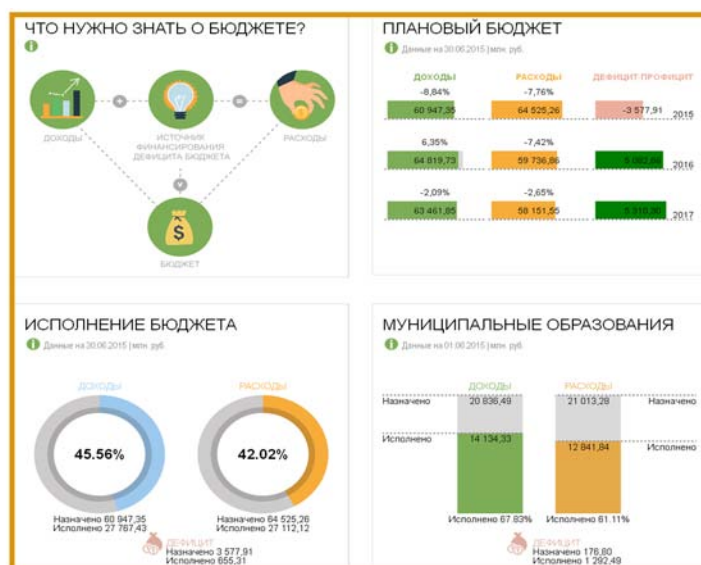 ЧТО НУЖНО ЗНАТЬ О БЮДЖЕТЕ?
ДОХОДЫ
ИСТОЧНИК
ФИНАНСИРОВАНИЯ
ДЕФИЦИТА БЮДЖЕТА
РАСХОДЫ
БЮДЖЕТ
ПЛАНОВЫЙ БЮДЖЕТ
Данные на 30.06.2015 | млн. руб.
ДОХОДЫ РАСХОДЫ ДЕФИЦИТ/ПРОФИЦИТ
-8,84% -7,76%
60 947,35 64 525,26 -3 577,91 2015
6,35% -7,42%
64 819,73 59 736,86 2016
-2,09% -2,65%
63 461,85 58 151,55 2017
ИСПОЛНЕНИЕ БЮДЖЕТА
Данные на 30.06.2015 | млн. руб.
ДОХОДЫ РАСХОДЫ
45.56% 42.02%
Назначено 60 947,35 Назначено 64 525,26
Исполнено 27 767,43 Исполнено 27 112,12
ДЕФИЦИТ
Назначено 3 577,91
Исполнено 655,31
МУНИЦИПАЛЬНЫЕ ОБРАЗОВАНИЯ
Данные на 01.06.2015 | млн. руб.
ДОХОДЫ РАСХОДЫ
Назначено 20 836,49 21 013,28 Назначено
Исполнено 14 134,33 12 841,84 Исполнено
Исполнено 67.83% Исполнено 61.11%
ДЕФИЦИТ
Назначено 176,80
Исполнено 1 292,49